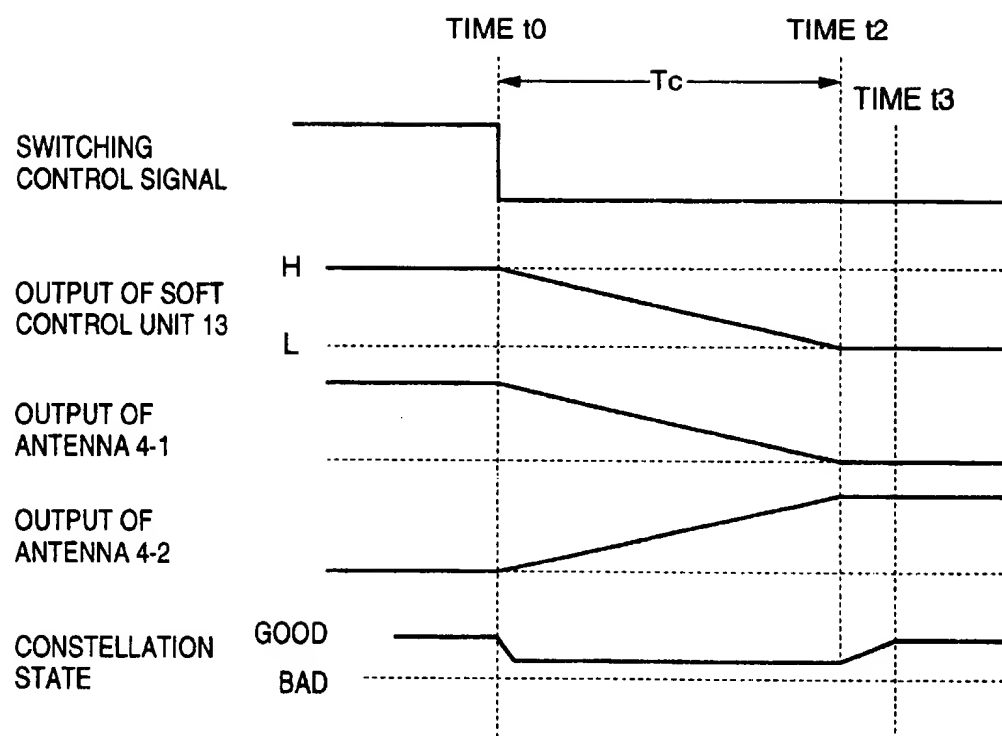 TIME t0
TIME t2
Tc
TIME t3
SWITCHING
CONTROL SIGNAL
H
OUTPUT OF SOFT
CONTROL UNIT 13
L
OUTPUT OF
ANTENNA 4-1
OUTPUT OF
ANTENNA 4-2
CONSTELLATION
STATE
GOOD
BAD